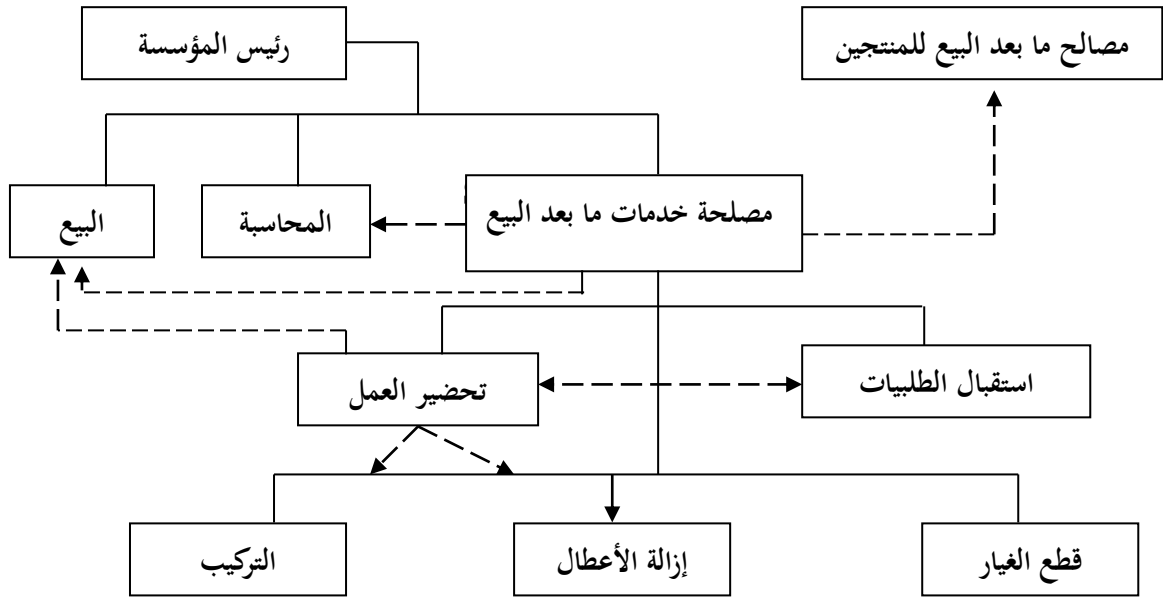 رئيس المؤسسة
مصالح ما بعد البيع للمنتجين
مصلحة خدمات ما بعد البيع
المحاسبة
البيع
استقبال الطلبيات
تحضير العمل
قطع الغيار
إزالة الأعطال
التركيب